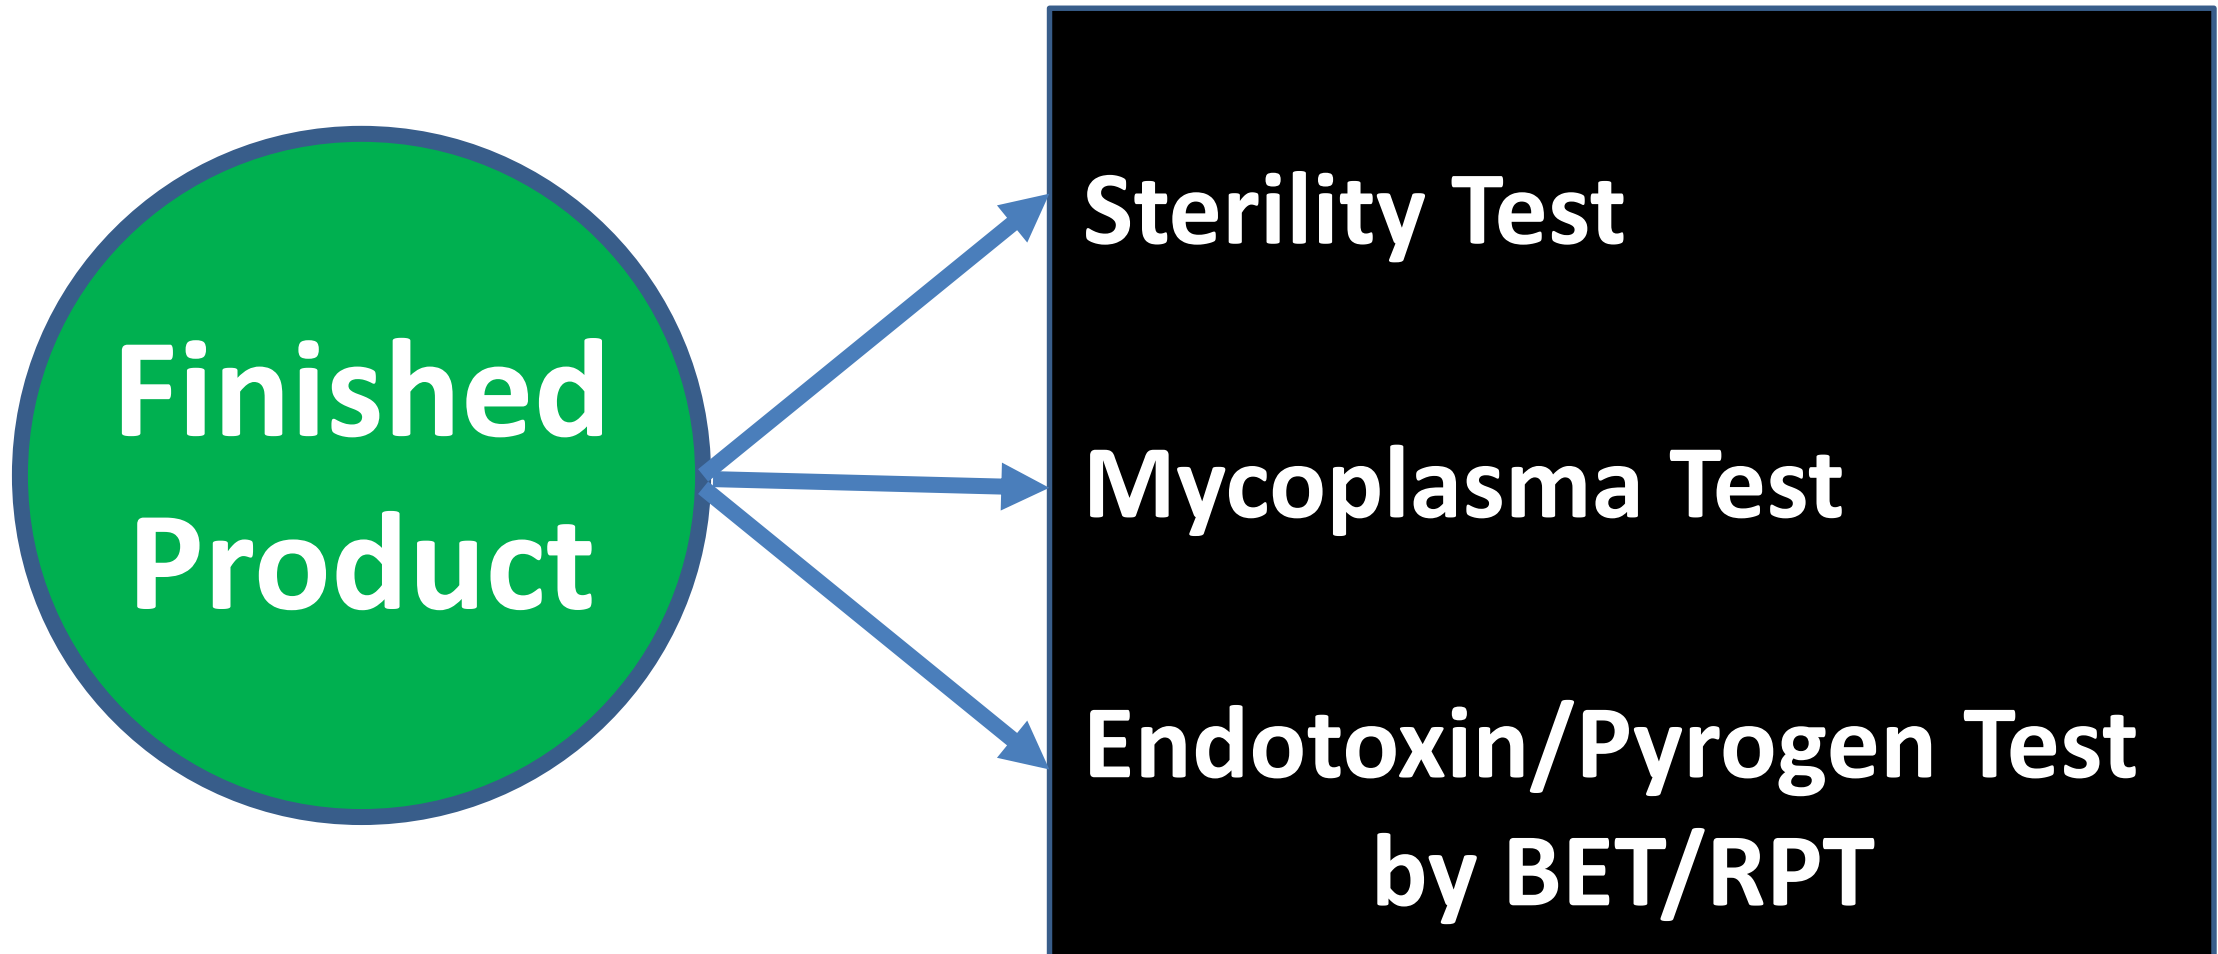 Finished
Product
Sterility Test
Mycoplasma Test
Endotoxin/Pyrogen Test
by BET/RPT